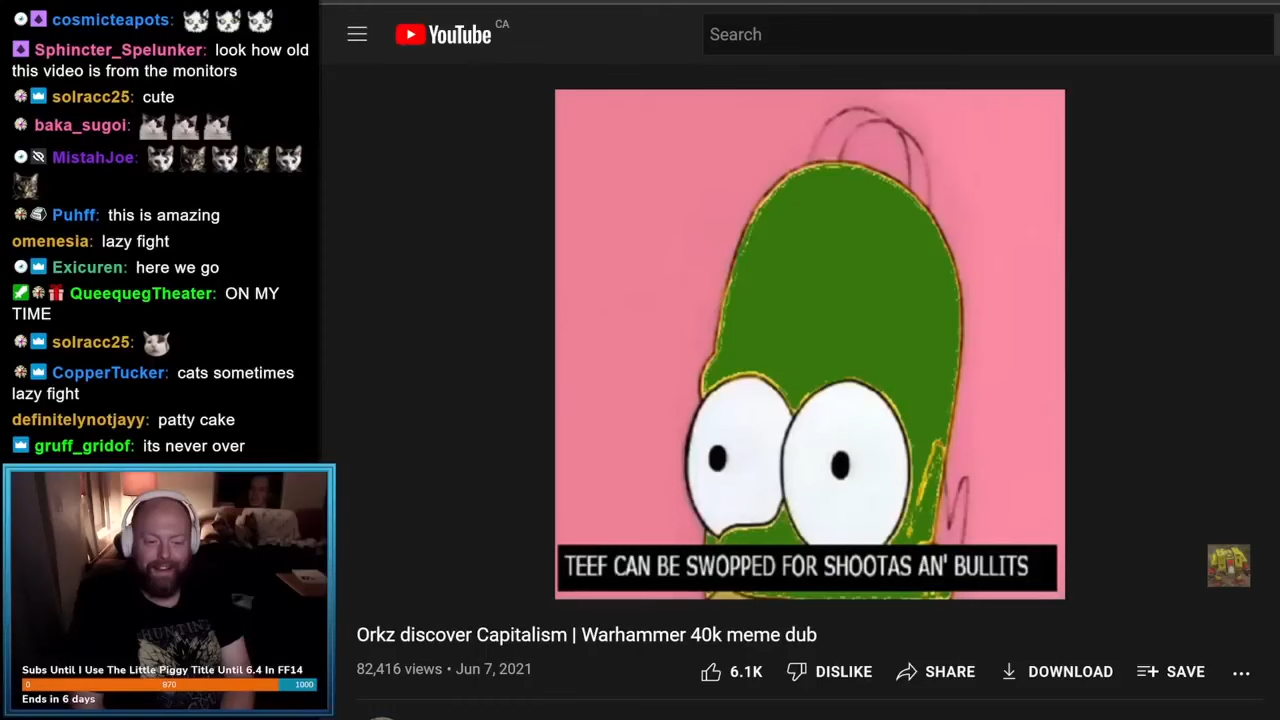 cosmicteapots:
Sphincter_Spelunker: look how old
this video is from the monitors
solracc25: cute
baka_sugoi:
MistahJoe:
Puhff: this is amazing
omenesia: lazy fight
Exicuren: here we go
QueequegTheater: ON MY
TIME
solracc25:
CopperTucker: cats sometimes
lazy fight
definitelynotjayy: patty cake
gruff_gridof: its never over
HUNTING
Subs Until I Use The Little Piggy Title Until 6.4 In FF14
0 870 1000
Ends in 6 days
YouTube CA
Search
TEEF CAN BE SWOPPED FOR SHOOTAS AN' BULLITS
Orkz discover Capitalism | Warhammer 40k meme dub
82,416 views • Jun 7, 2021
6.1K DISLIKE SHARE DOWNLOAD SAVE